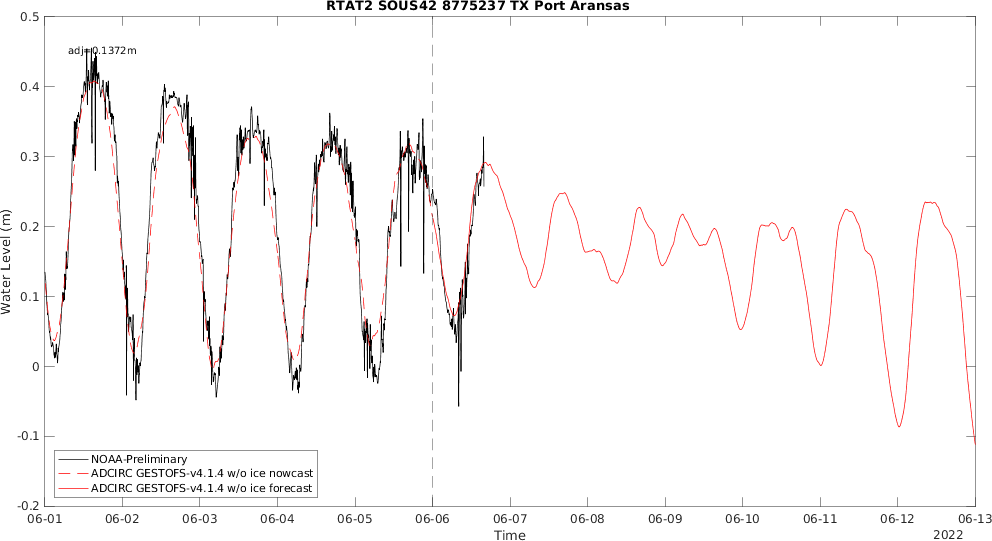 RTAT2 SOUS42 8775237 TX Port Aransas
adj=0.1372m
0.5
0.4
0.3
0.2
0.1
0
-0.1
-0.2
Water Level (m)
NOAA-Preliminary
ADCIRC GESTOFS-v4.1.4 w/o ice nowcast
ADCIRC GESTOFS-v4.1.4 w/o ice forecast
06-01 06-02 06-03 06-04 06-05 06-06 06-07 06-08 06-09 06-10 06-11 06-12 06-13
Time
2022